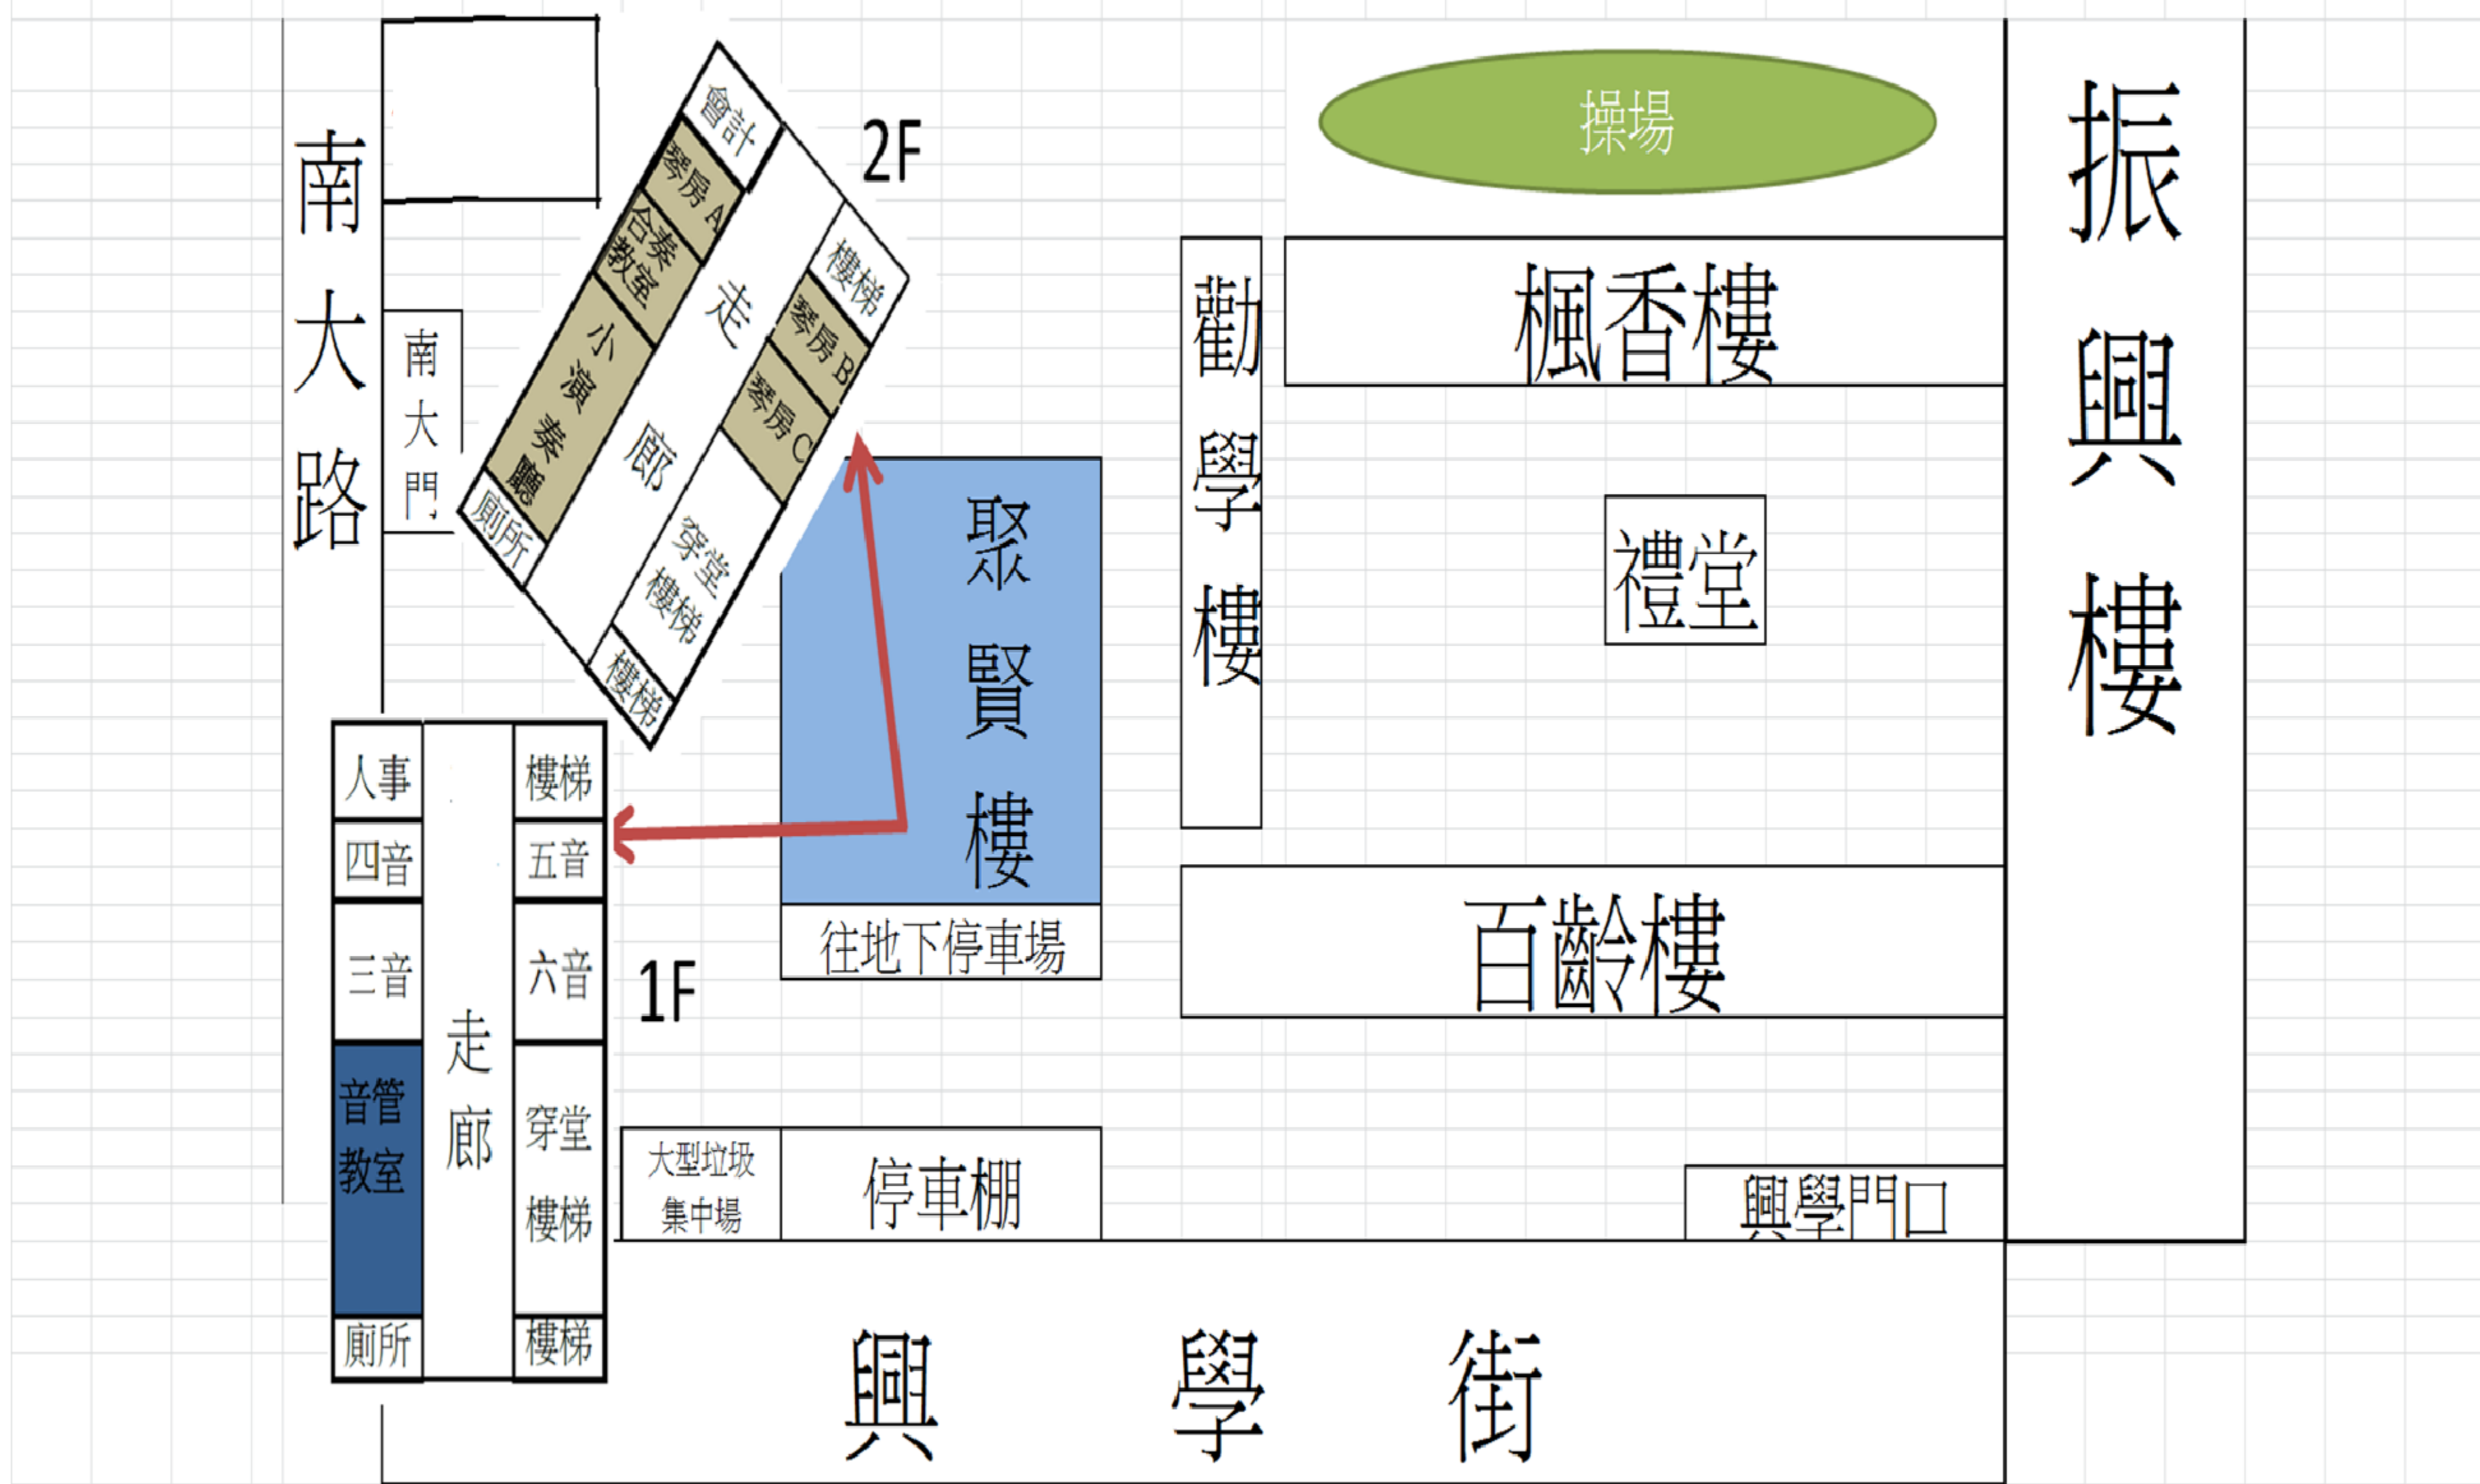 南大路
南大門
2F
會計
琴房A
合奏
教室
小演奏廳
廁所
走廊
樓梯
琴房B
琴房C
穿堂
樓梯
樓梯
聚賢樓
往地下停車場
操場
楓香樓
勸學樓
禮堂
振興樓
百齡樓
1F
人事
四音
三音
音管
教室
廁所
走廊
樓梯
五音
六音
穿堂
樓梯
樓梯
大型垃圾
集中場
停車棚
興學門口
興學街